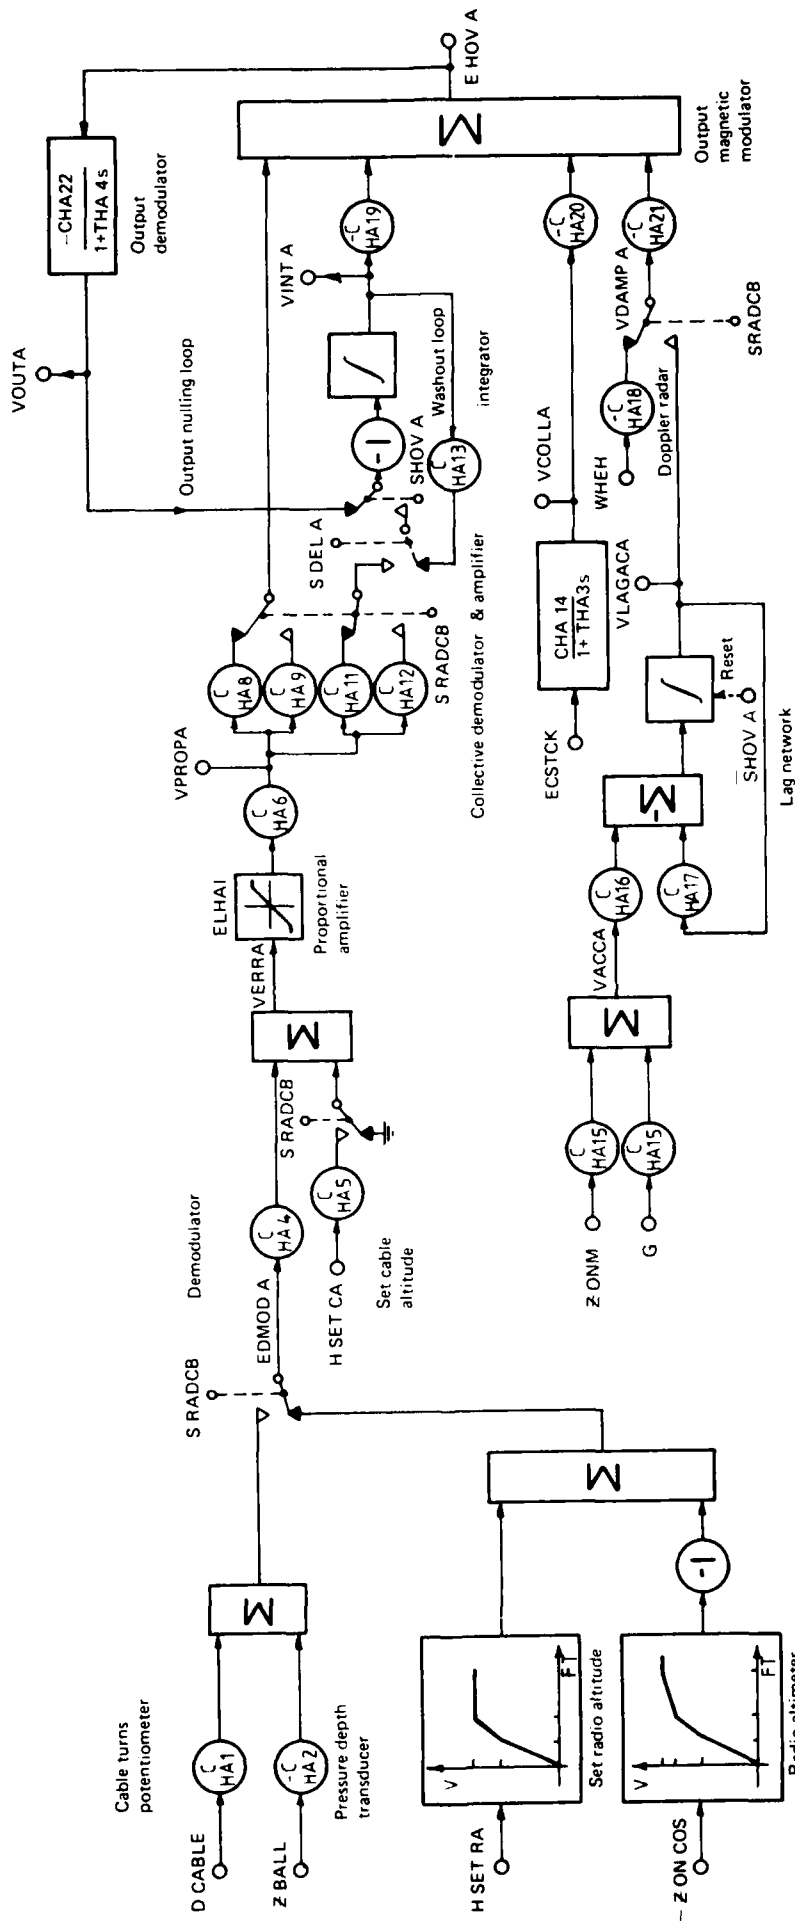 Cable turns
potentiometer
D CABLE
C
HA1
Z BALL
-C
HA2
Pressure depth
transducer
Σ
H SET RA
V
FT
Set radio altitude
- Z ON COS
V
FT
Radio altimeter
-1
Σ
S RADCB
EDMOD A
Demodulator
C
HA4
H SET CA
C
HA5
Set cable
altitude
S RADCB
Σ
VERRA
ELHAI
Proportional
amplifier
C
HA6
VPROPA
C
HA8
C
HA9
C
HA11
C
HA12
S RADCB
Collective demodulator & amplifier
S DEL A
SHOV A
-1
∫
Washout loop
integrator
C
HA13
VINT A
-C
HA19
Output nulling loop
VOUTA
-CHA22
1+THA 4s
Output
demodulator
Σ
E HOV A
Output
magnetic
modulator
ECSTCK
CHA 14
1+ THA3s
VCOLLA
-C
HA20
WHEH
-C
HA18
VDAMP A
-C
HA21
SRADCB
Doppler radar
Z ONM
C
HA15
G
C
HA15
Σ
VACCA
C
HA16
C
HA17
Σ-
∫
Reset
SHOV A
VLAGACA
Lag network